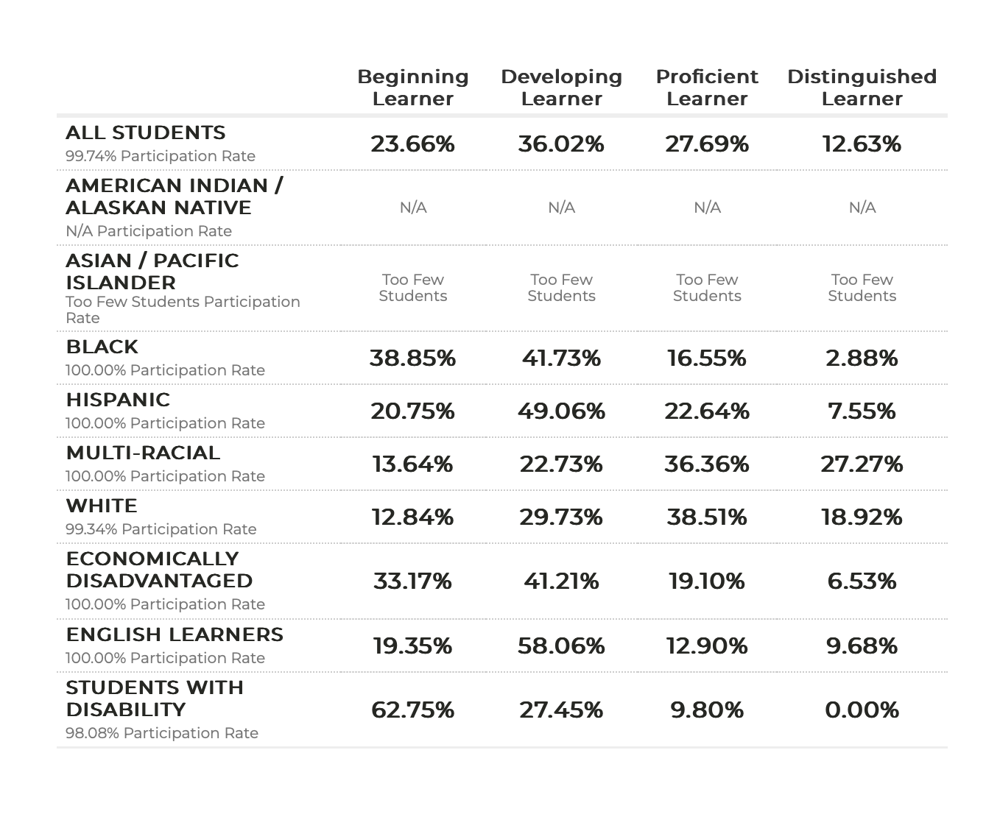 Beginning Learner Developing Learner Proficient Learner Distinguished Learner
ALL STUDENTS
99.74% Participation Rate
23.66% 36.02% 27.69% 12.63%
AMERICAN INDIAN /
ALASKAN NATIVE
N/A Participation Rate
N/A N/A N/A N/A
ASIAN / PACIFIC
ISLANDER
Too Few Students Participation
Rate
Too Few Students Too Few Students Too Few Students Too Few Students
BLACK
100.00% Participation Rate
38.85% 41.73% 16.55% 2.88%
HISPANIC
100.00% Participation Rate
20.75% 49.06% 22.64% 7.55%
MULTI-RACIAL
100.00% Participation Rate
13.64% 22.73% 36.36% 27.27%
WHITE
99.34% Participation Rate
12.84% 29.73% 38.51% 18.92%
ECONOMICALLY
DISADVANTAGED
100.00% Participation Rate
33.17% 41.21% 19.10% 6.53%
ENGLISH LEARNERS
100.00% Participation Rate
19.35% 58.06% 12.90% 9.68%
STUDENTS WITH
DISABILITY
98.08% Participation Rate
62.75% 27.45% 9.80% 0.00%